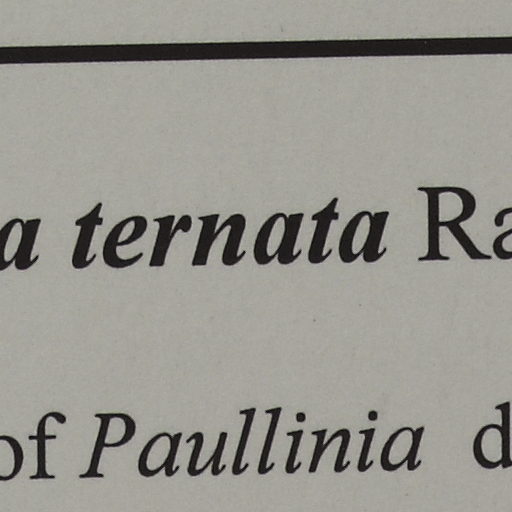 a ternata Ra
of Paullinia d